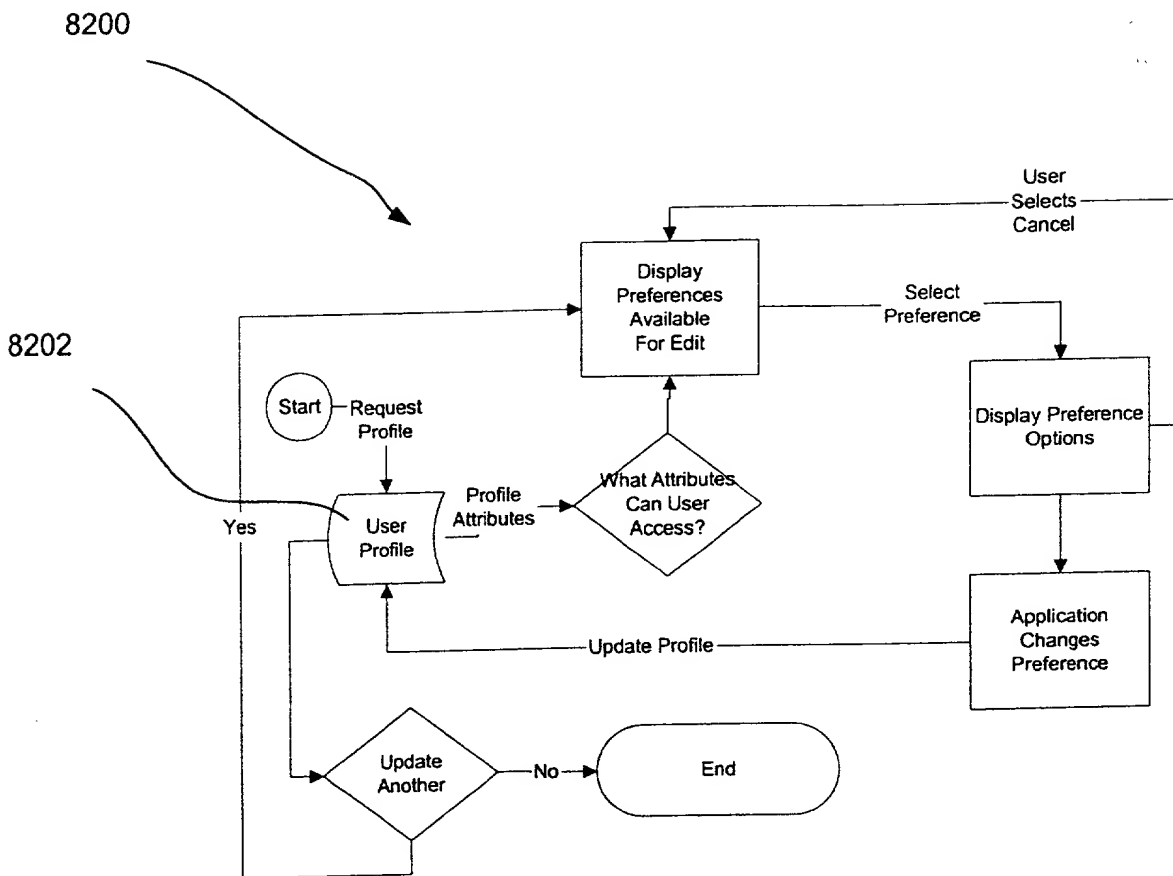 8200
User
Selects
Cancel
Display
Preferences
Available
For Edit
Select
Preference
8202
Start
Request
Profile
Display Preference
Options
What Attributes
Can User
Access?
Profile
Attributes
User
Profile
Yes
Application
Changes
Preference
Update Profile
Update
Another
No
End